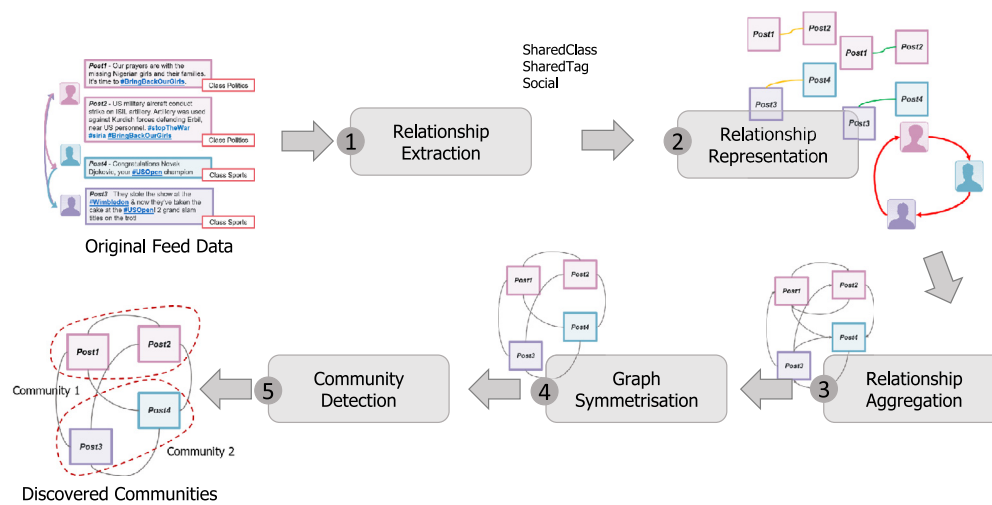 Post1 - Our prayers are with the
missing Nigerian girls and their families.
It's time to #BringBackOurGirls.
Class Politics
Post2 - US military aircraft conduct
strike on ISIL artillery. Artillery was used
against Kurdish forces defending Erbil,
near US personnel. #stopTheWar
#siria #BringBackOurGirls
Class Politics
Post4 - Congratulations Novak
Djokovic, your #USOpen champion
Class Sports
Post3 - They stole the show at the
#Wimbledon & now they've taken the
cake at the #USOpen! 2 grand slam
titles on the trot!
Class Sports
Original Feed Data
1
Relationship
Extraction
SharedClass
SharedTag
Social
Post1
Post2
Post1
Post2
Post3
Post4
Post3
Post4
2
Relationship
Representation
Post1
Post2
Post4
Post3
3
Relationship
Aggregation
Post1
Post2
Post4
Post3
4
Graph
Symmetrisation
5
Community
Detection
Post1
Post2
Community 1
Post4
Post3
Community 2
Discovered Communities